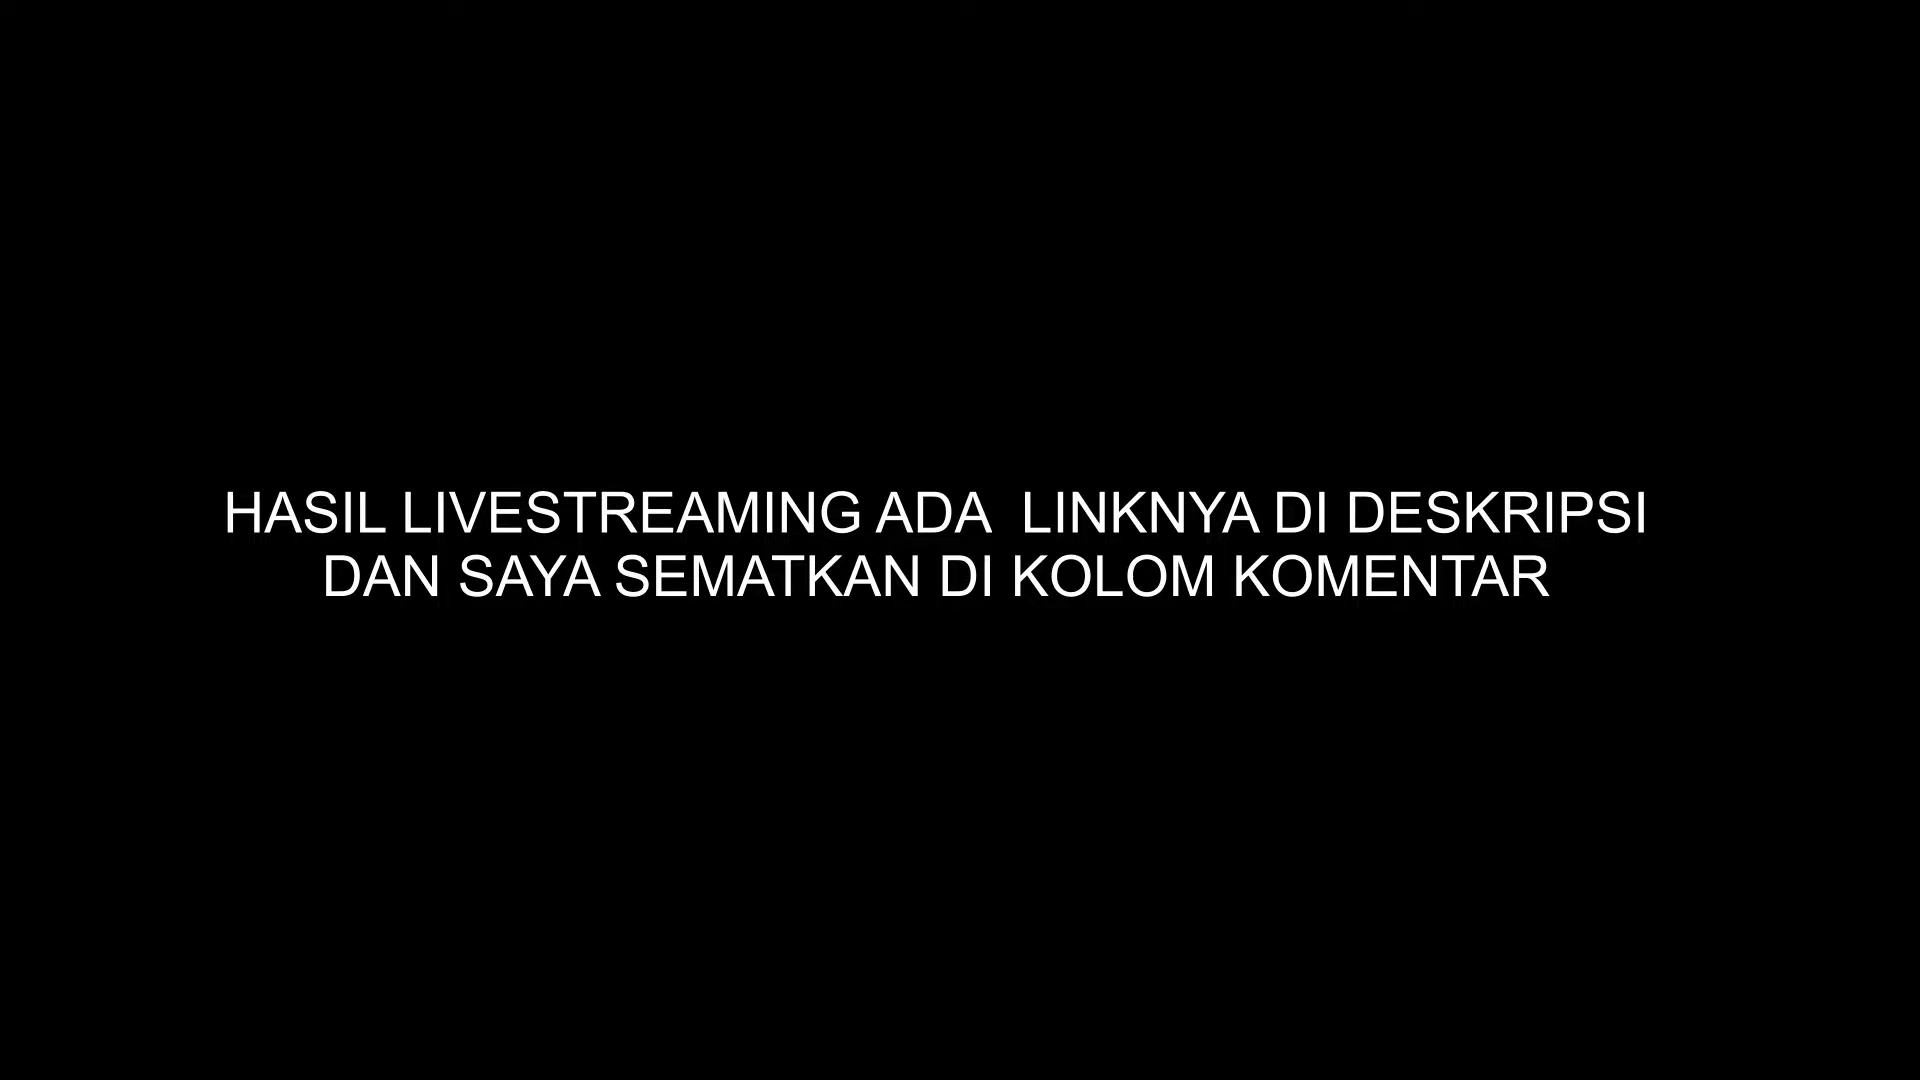 HASIL LIVESTREAMING ADA  LINKNYA DI DESKRIPSI
DAN SAYA SEMATKAN DI KOLOM KOMENTAR